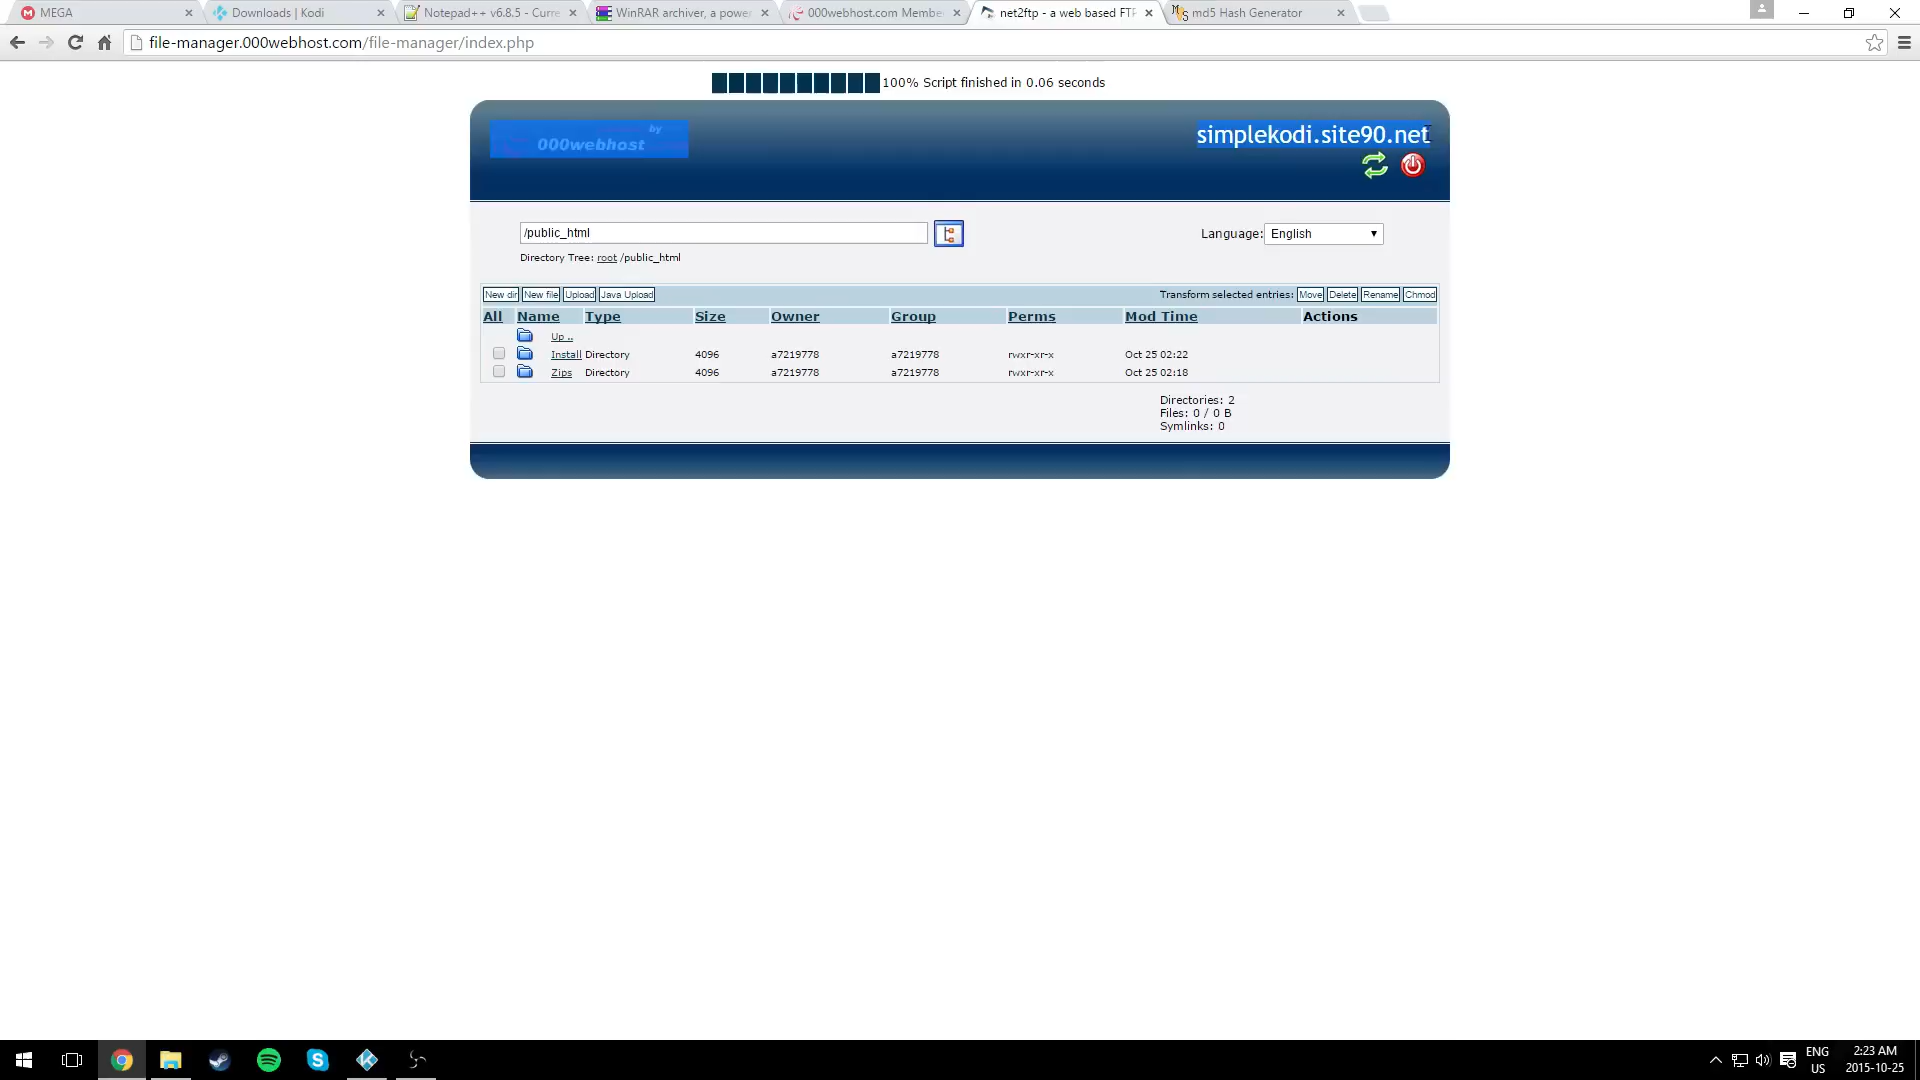 MEGA
Downloads | Kodi
Notepad++ v6.8.5 - Curre
WinRAR archiver, a powe
000webhost.com Membe
net2ftp - a web based FTP
md5 Hash Generator
file-manager.000webhost.com/file-manager/index.php
100% Script finished in 0.06 seconds
by
000webhost
simplekodi.site90.net
/public_html
Language: English
Directory Tree: root /public_html
New dir New file Upload Java Upload Transform selected entries: Move Delete Rename Chmod
All Name Type Size Owner Group Perms Mod Time Actions
Up ..
Install Directory 4096 a7219778 a7219778 rwxr-xr-x Oct 25 02:22
Zips Directory 4096 a7219778 a7219778 rwxr-xr-x Oct 25 02:18
Directories: 2
Files: 0 / 0 B
Symlinks: 0
ENG
US
2:23 AM
2015-10-25